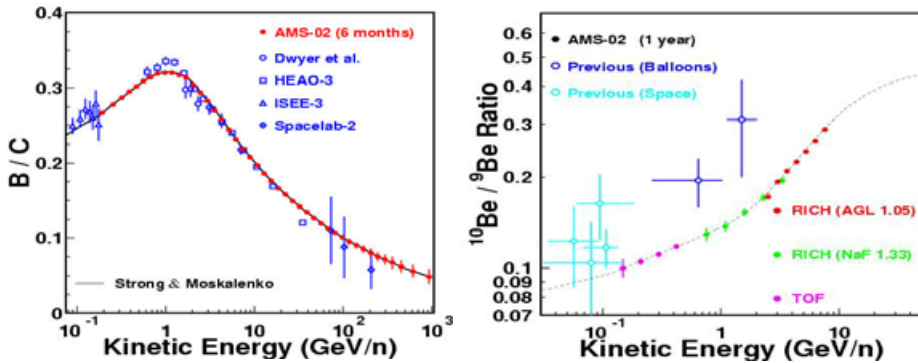 B / C
0.4
0.3
0.2
0.1
0
AMS-02 (6 months)
Dwyer et al.
HEAO-3
ISEE-3
Spacelab-2
Strong & Moskalenko
10⁻¹ 1 10 10² 10³
Kinetic Energy (GeV/n)
¹⁰Be / ⁹Be Ratio
0.6
0.4
0.3
0.2
0.1
0.09
0.08
0.07
AMS-02 (1 year)
Previous (Balloons)
Previous (Space)
RICH (AGL 1.05)
RICH (NaF 1.33)
TOF
10⁻¹ 1 10
Kinetic Energy (GeV/n)